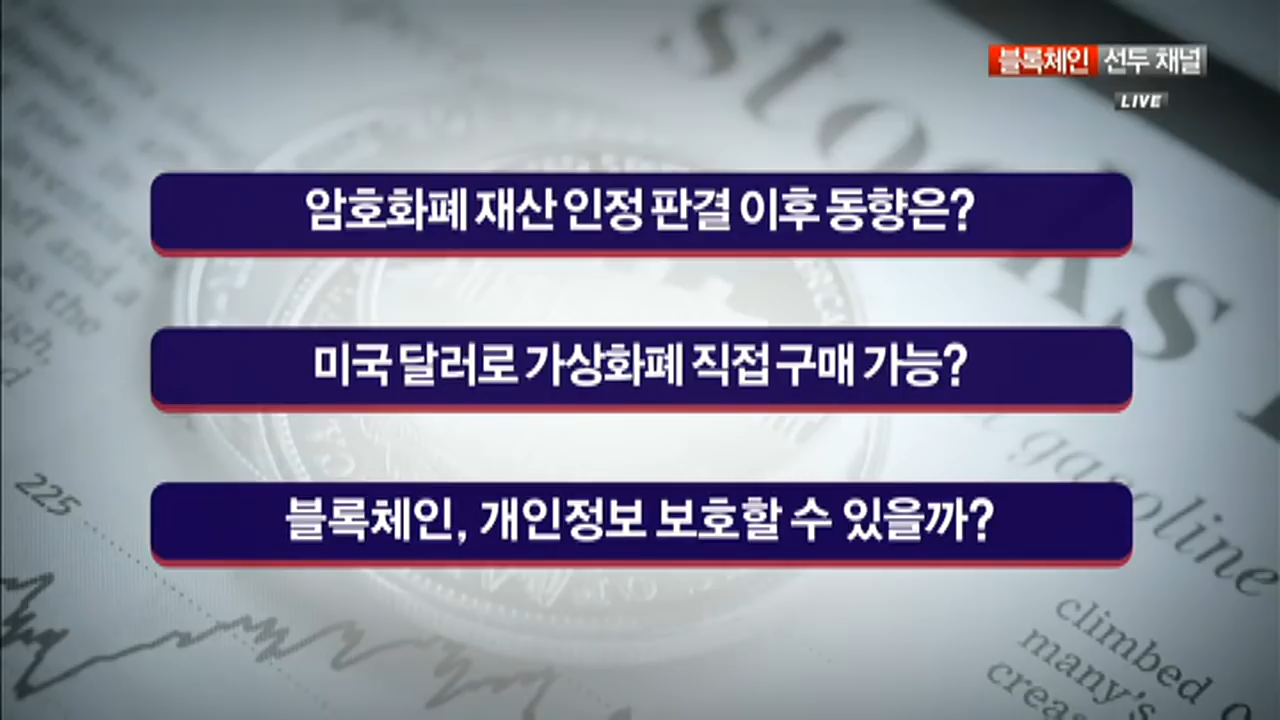 stocks
블록체인 선두 채널
LIVE
암호화폐 재산 인정 판결 이후 동향은?
미국 달러로 가상화폐 직접 구매 가능?
블록체인, 개인정보 보호할 수 있을까?
as the
225
gasoline
climbed
many's